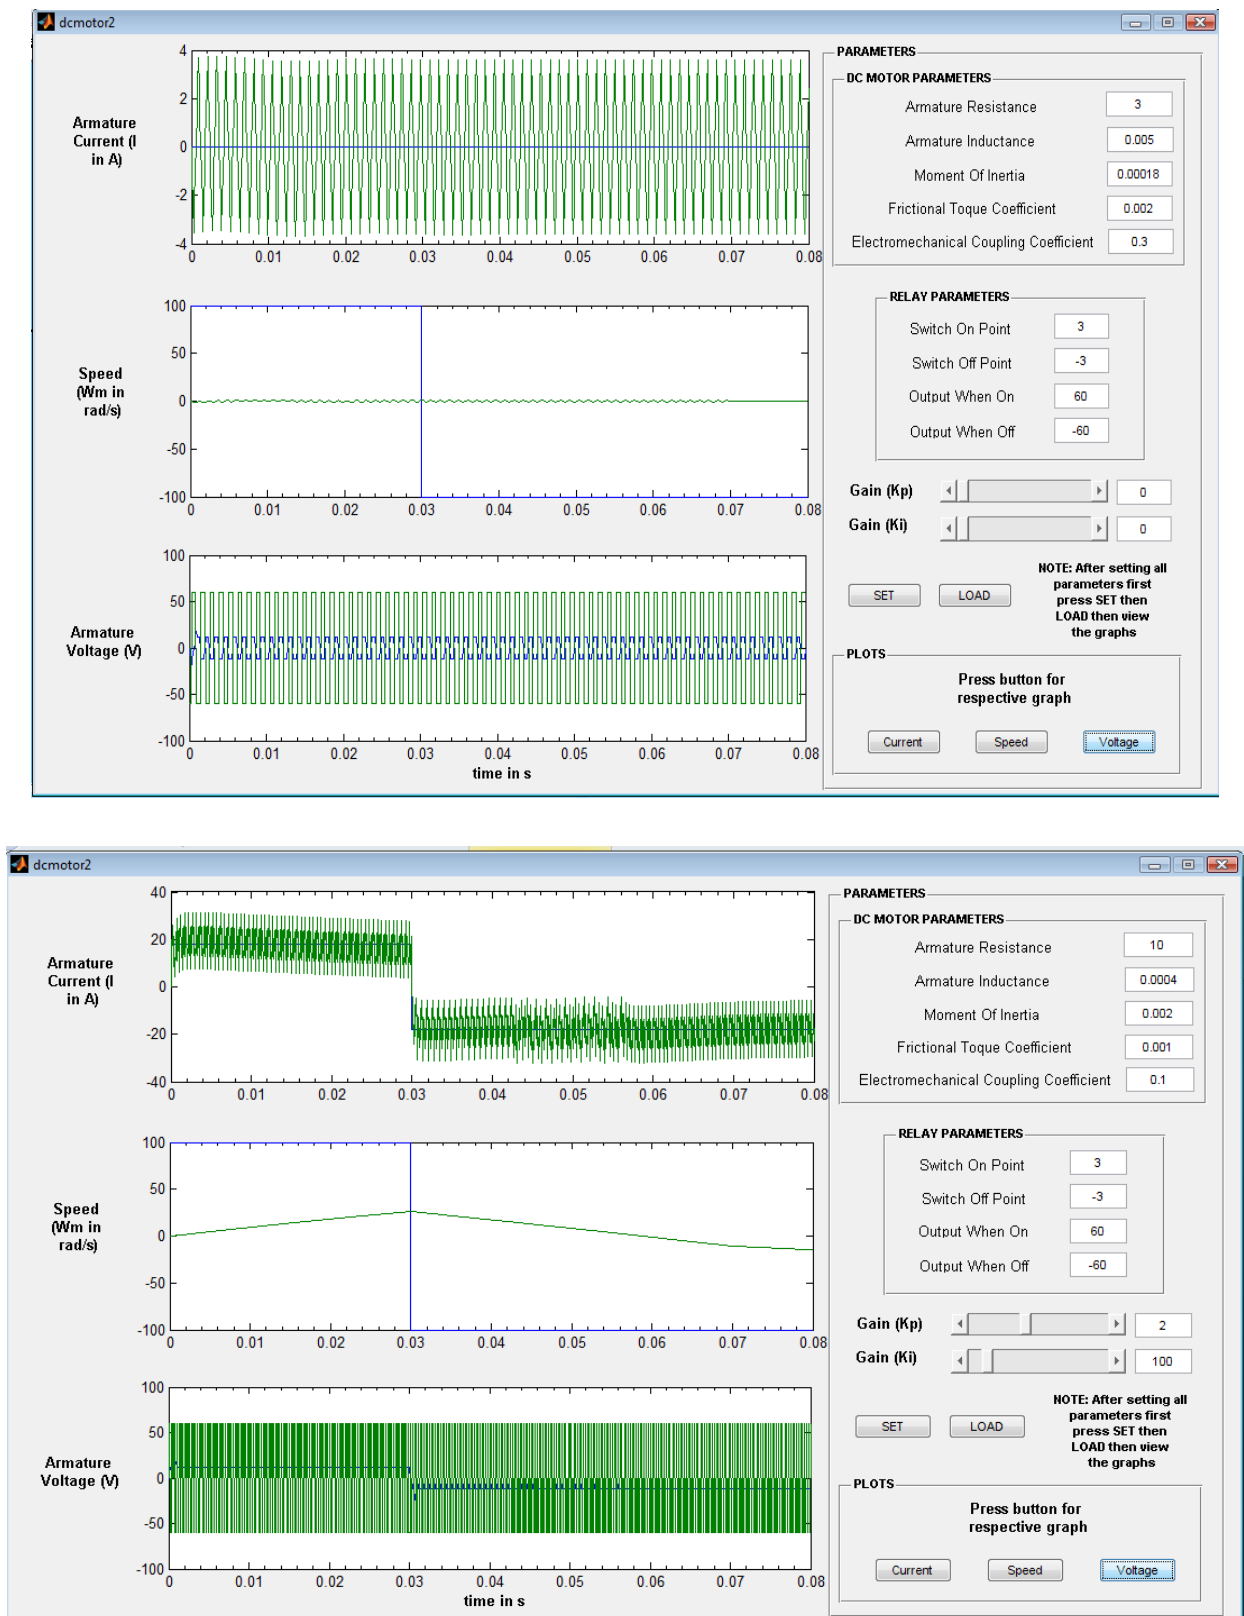 dcmotor2
4
2
0
-2
-4
Armature
Current (I
in A)
0 0.01 0.02 0.03 0.04 0.05 0.06 0.07 0.08
100
50
0
-50
-100
Speed
(Wm in
rad/s)
0 0.01 0.02 0.03 0.04 0.05 0.06 0.07 0.08
100
50
0
-50
-100
Armature
Voltage (V)
0 0.01 0.02 0.03 0.04 0.05 0.06 0.07 0.08
time in s
PARAMETERS
DC MOTOR PARAMETERS
Armature Resistance 3
Armature Inductance 0.005
Moment Of Inertia 0.00018
Frictional Toque Coefficient 0.002
Electromechanical Coupling Coefficient 0.3
RELAY PARAMETERS
Switch On Point 3
Switch Off Point -3
Output When On 60
Output When Off -60
Gain (Kp) 0
Gain (Ki) 0
SET LOAD
NOTE: After setting all
parameters first
press SET then
LOAD then view
the graphs
PLOTS
Press button for
respective graph
Current Speed Voltage
dcmotor2
40
20
0
-20
-40
Armature
Current (I
in A)
0 0.01 0.02 0.03 0.04 0.05 0.06 0.07 0.08
100
50
0
-50
-100
Speed
(Wm in
rad/s)
0 0.01 0.02 0.03 0.04 0.05 0.06 0.07 0.08
100
50
0
-50
-100
Armature
Voltage (V)
0 0.01 0.02 0.03 0.04 0.05 0.06 0.07 0.08
time in s
PARAMETERS
DC MOTOR PARAMETERS
Armature Resistance 10
Armature Inductance 0.0004
Moment Of Inertia 0.002
Frictional Toque Coefficient 0.001
Electromechanical Coupling Coefficient 0.1
RELAY PARAMETERS
Switch On Point 3
Switch Off Point -3
Output When On 60
Output When Off -60
Gain (Kp) 2
Gain (Ki) 100
SET LOAD
NOTE: After setting all
parameters first
press SET then
LOAD then view
the graphs
PLOTS
Press button for
respective graph
Current Speed Voltage